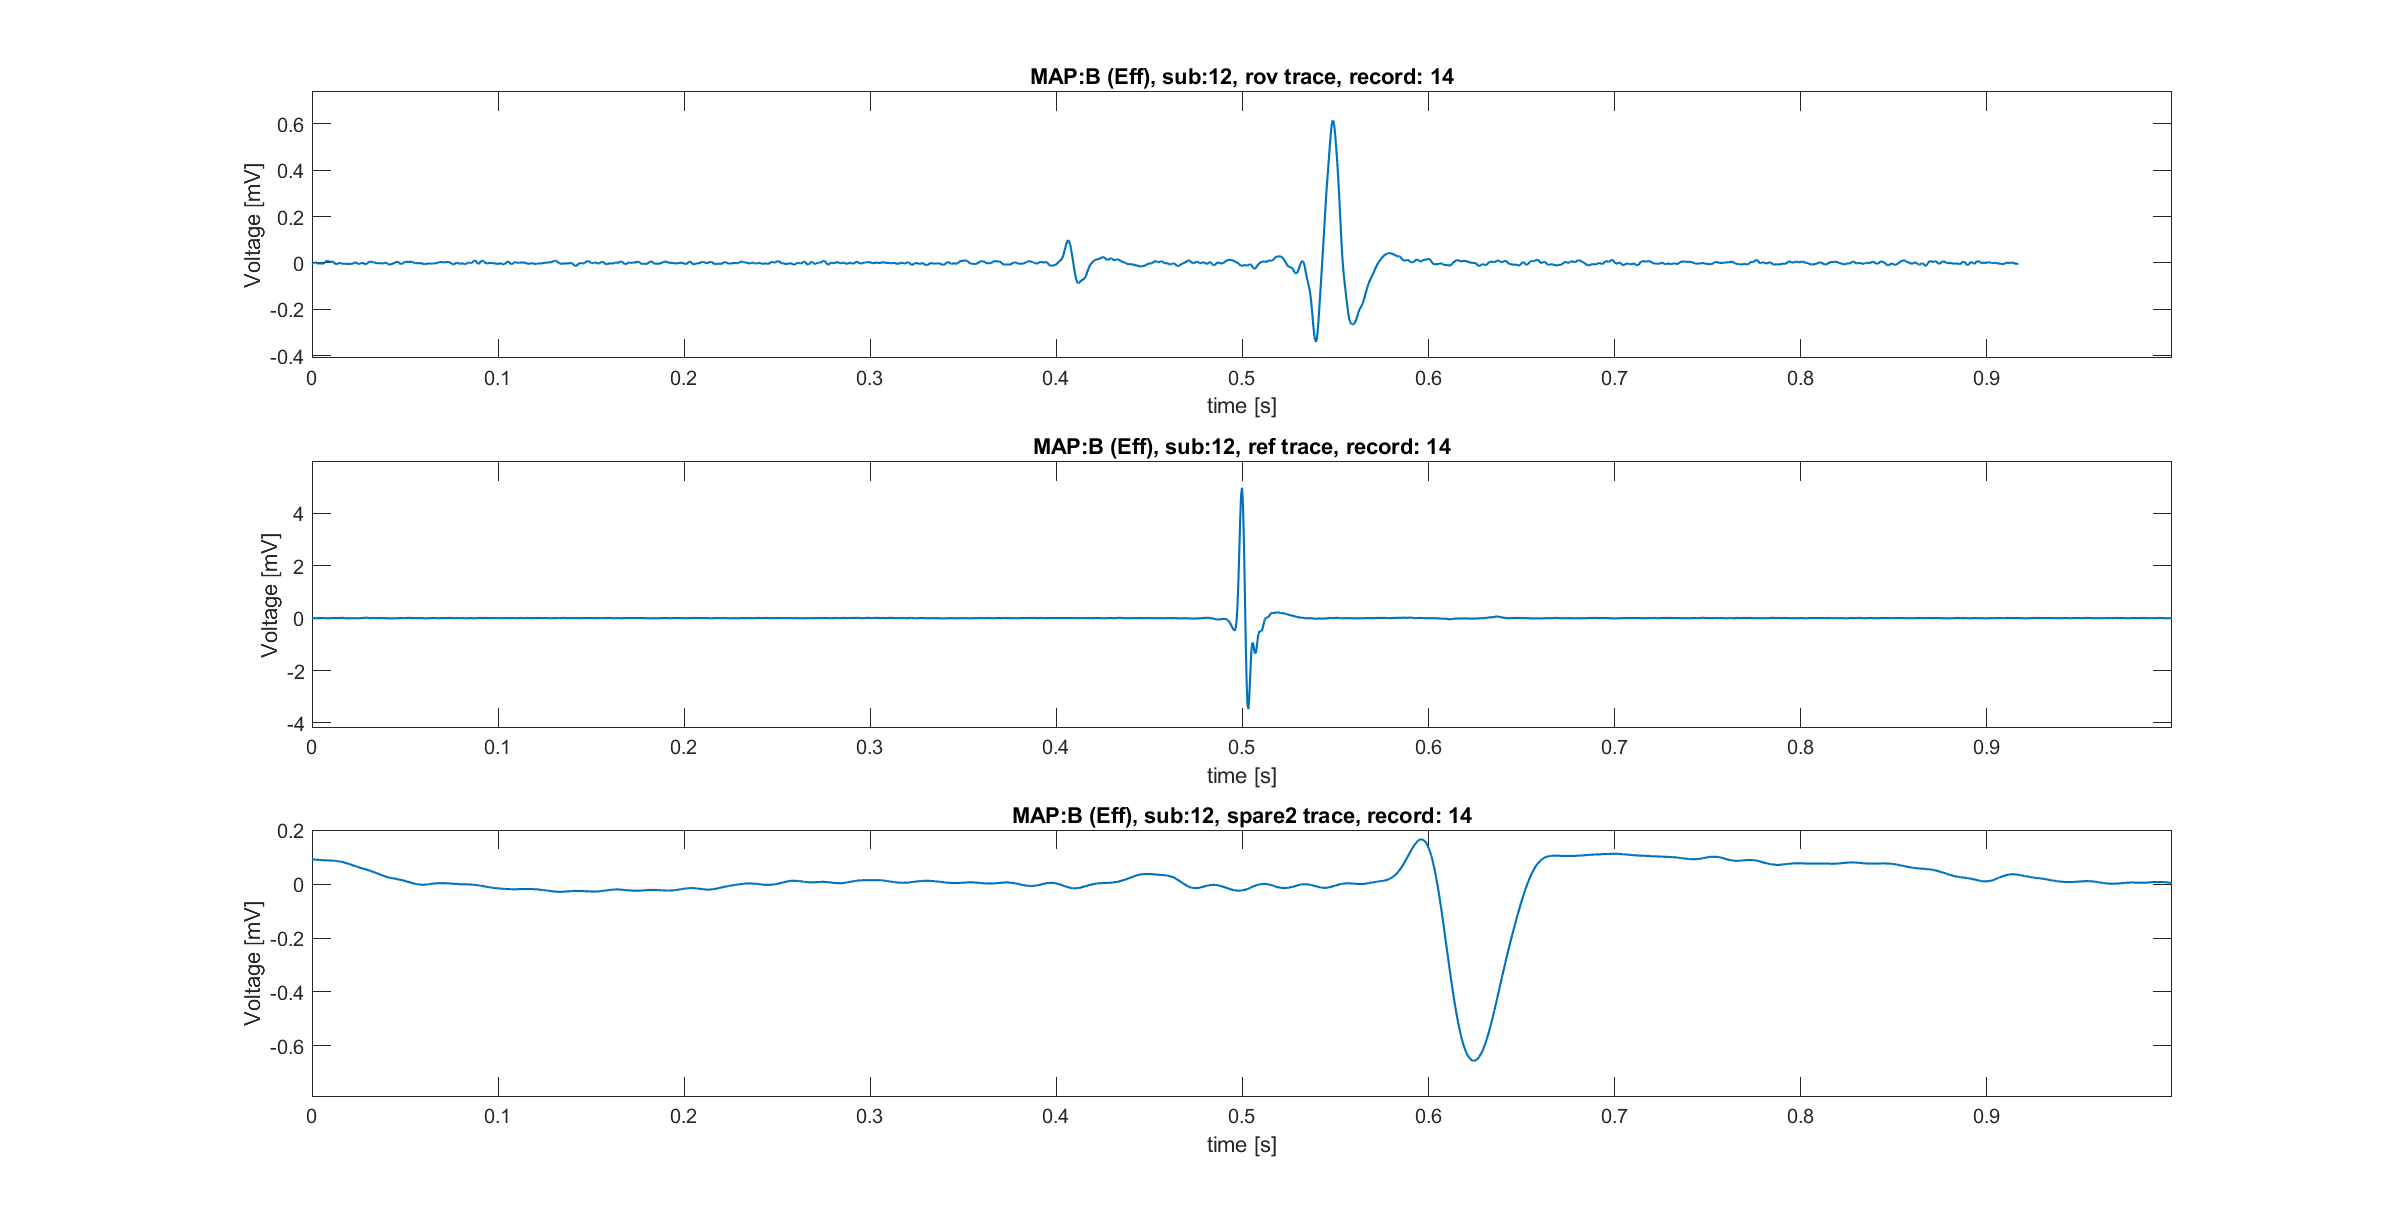 MAP:B (Eff), sub:12, rov trace, record: 14
Voltage [mV]
0.6
0.4
0.2
0
-0.2
-0.4
0 0.1 0.2 0.3 0.4 0.5 0.6 0.7 0.8 0.9
time [s]
MAP:B (Eff), sub:12, ref trace, record: 14
Voltage [mV]
4
2
0
-2
-4
0 0.1 0.2 0.3 0.4 0.5 0.6 0.7 0.8 0.9
time [s]
MAP:B (Eff), sub:12, spare2 trace, record: 14
Voltage [mV]
0.2
0
-0.2
-0.4
-0.6
0 0.1 0.2 0.3 0.4 0.5 0.6 0.7 0.8 0.9
time [s]